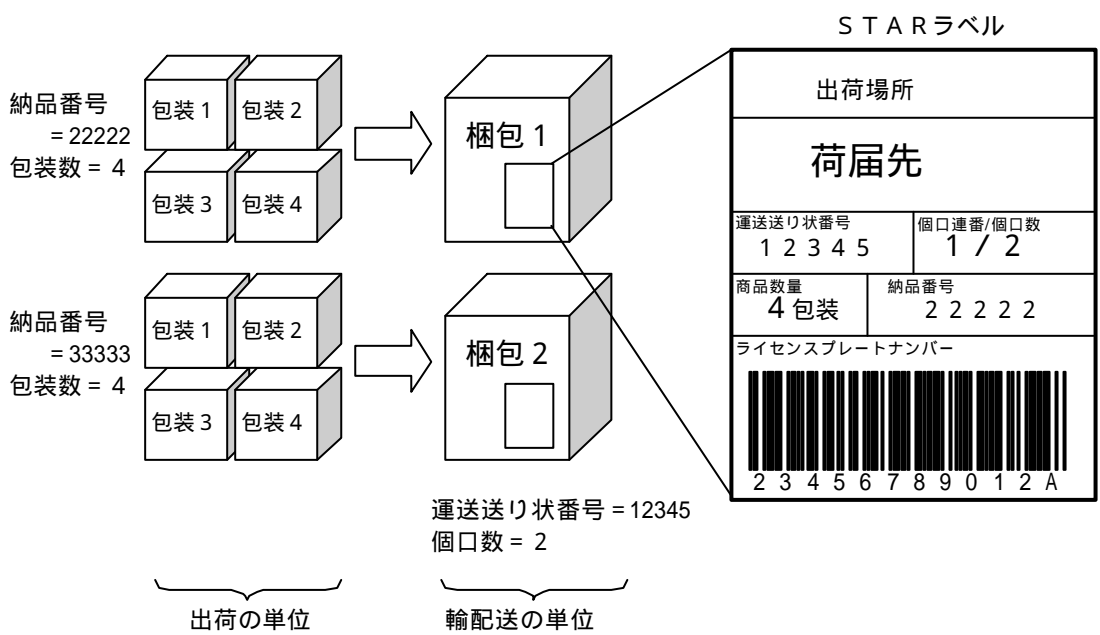 ＳＴＡＲラベル
納品番号
= 22222
包装数 = 4
包装 1
包装 2
包装 3
包装 4
梱包 1
出荷場所
荷届先
運送送り状番号
１２３４５
個口連番/個口数
１／２
商品数量
４包装
納品番号
２２２２２
ライセンスプレートナンバー
２３４５６７８９０１２Ａ
納品番号
= 33333
包装数 = 4
包装 1
包装 2
包装 3
包装 4
梱包 2
運送送り状番号 = 12345
個口数 = 2
出荷の単位
輸配送の単位